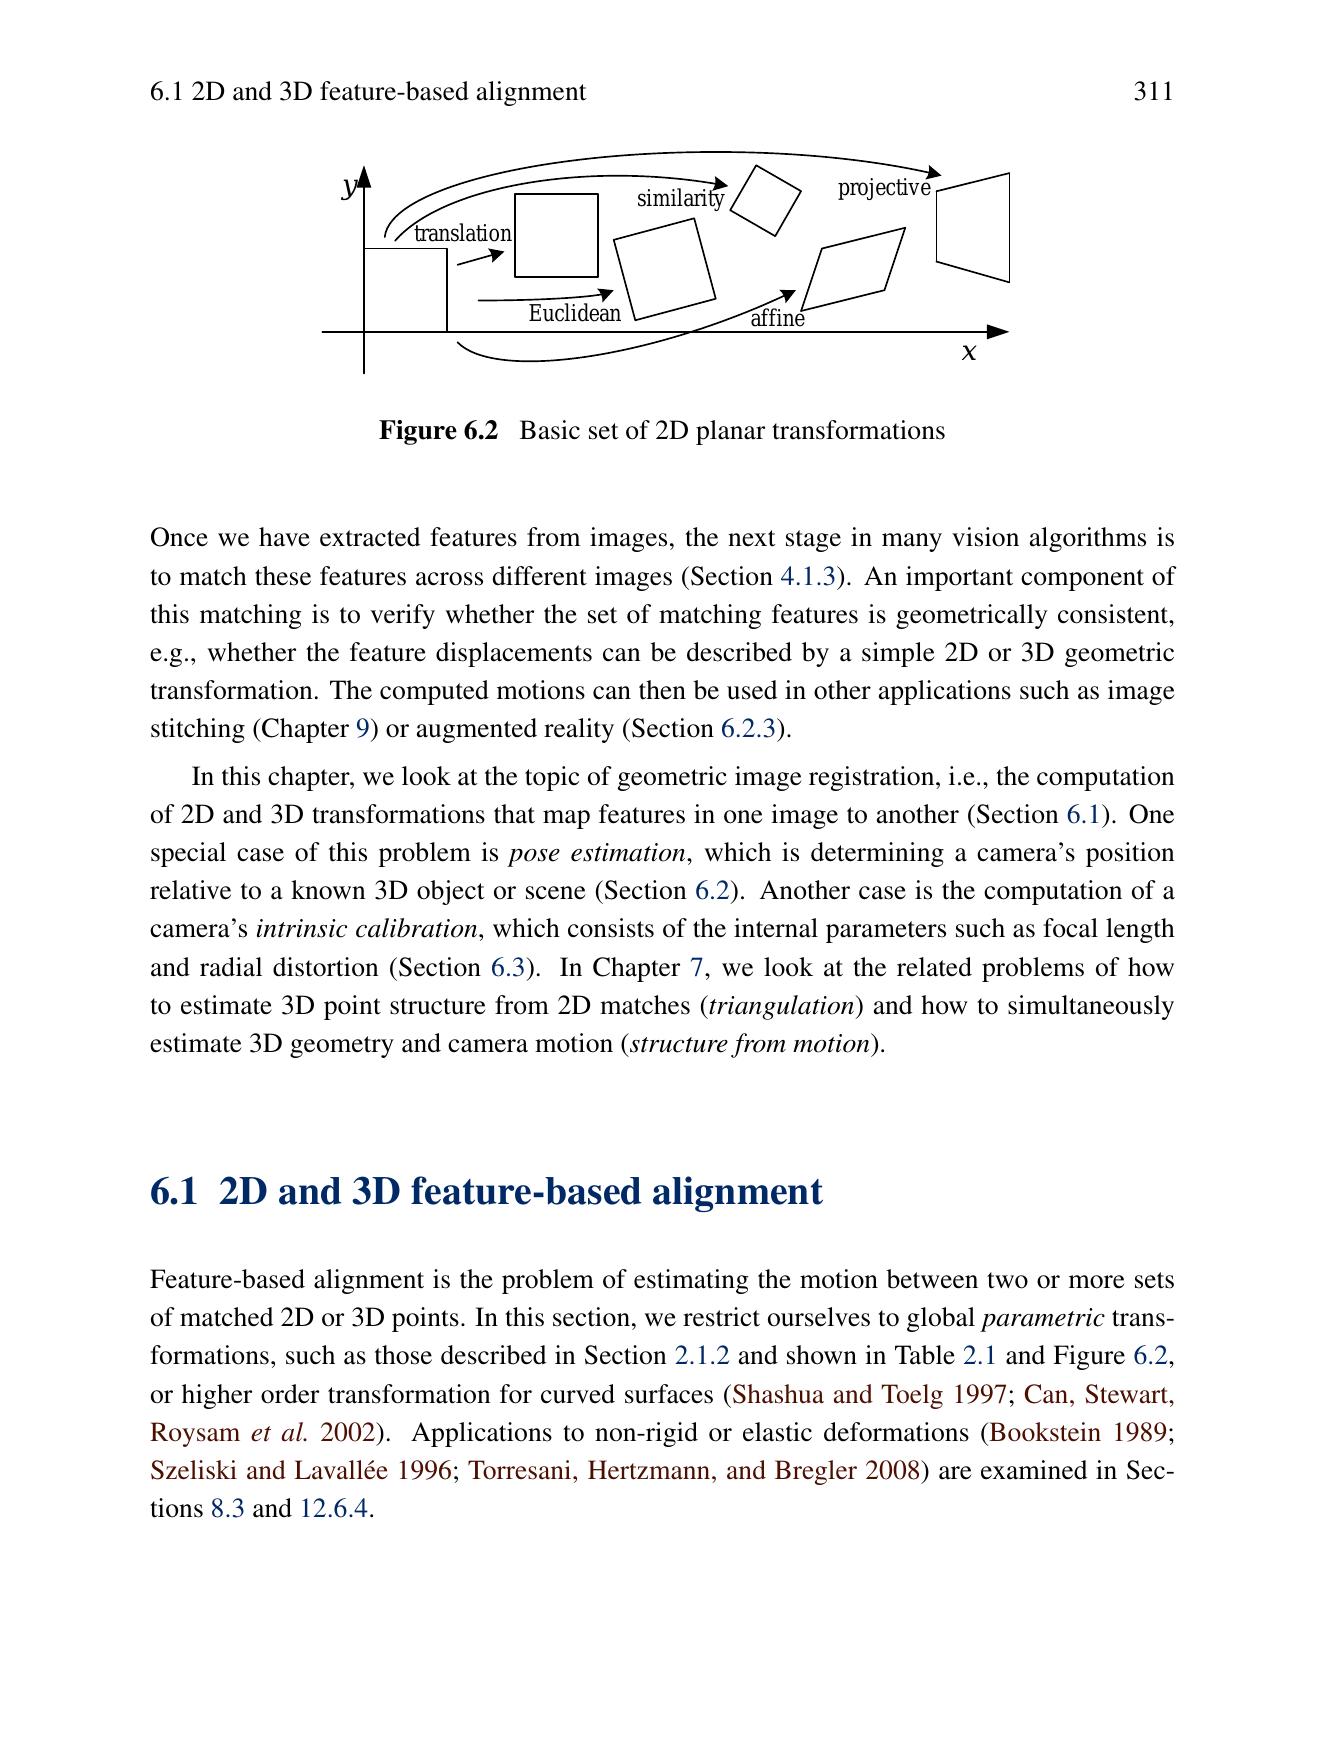 6.1 2D and 3D feature-based alignment 311
y
similarity
projective
translation
Euclidean
affine
x
Figure 6.2 Basic set of 2D planar transformations
Once we have extracted features from images, the next stage in many vision algorithms is
to match these features across different images (Section 4.1.3). An important component of
this matching is to verify whether the set of matching features is geometrically consistent,
e.g., whether the feature displacements can be described by a simple 2D or 3D geometric
transformation. The computed motions can then be used in other applications such as image
stitching (Chapter 9) or augmented reality (Section 6.2.3).
In this chapter, we look at the topic of geometric image registration, i.e., the computation
of 2D and 3D transformations that map features in one image to another (Section 6.1). One
special case of this problem is pose estimation, which is determining a camera's position
relative to a known 3D object or scene (Section 6.2). Another case is the computation of a
camera's intrinsic calibration, which consists of the internal parameters such as focal length
and radial distortion (Section 6.3). In Chapter 7, we look at the related problems of how
to estimate 3D point structure from 2D matches (triangulation) and how to simultaneously
estimate 3D geometry and camera motion (structure from motion).
6.1 2D and 3D feature-based alignment
Feature-based alignment is the problem of estimating the motion between two or more sets
of matched 2D or 3D points. In this section, we restrict ourselves to global parametric trans-
formations, such as those described in Section 2.1.2 and shown in Table 2.1 and Figure 6.2,
or higher order transformation for curved surfaces (Shashua and Toelg 1997; Can, Stewart,
Roysam et al. 2002). Applications to non-rigid or elastic deformations (Bookstein 1989;
Szeliski and Lavallée 1996; Torresani, Hertzmann, and Bregler 2008) are examined in Sec-
tions 8.3 and 12.6.4.